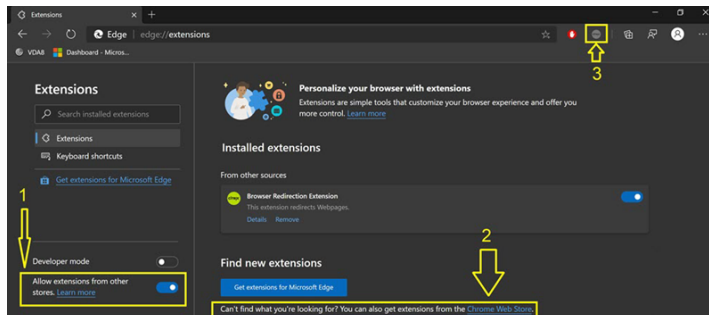 Extensions
Edge | edge://extensions
VDA8
Dashboard - Micros...
3
Extensions
Search installed extensions
Extensions
Keyboard shortcuts
Get extensions for Microsoft Edge
1
Developer mode
Allow extensions from other
stores. Learn more
Personalize your browser with extensions
Extensions are simple tools that customize your browser experience and offer you
more control. Learn more
Installed extensions
From other sources
Browser Redirection Extension
This extension redirects Webpages.
Details Remove
2
Find new extensions
Get extensions for Microsoft Edge
Can't find what you're looking for? You can also get extensions from the Chrome Web Store.